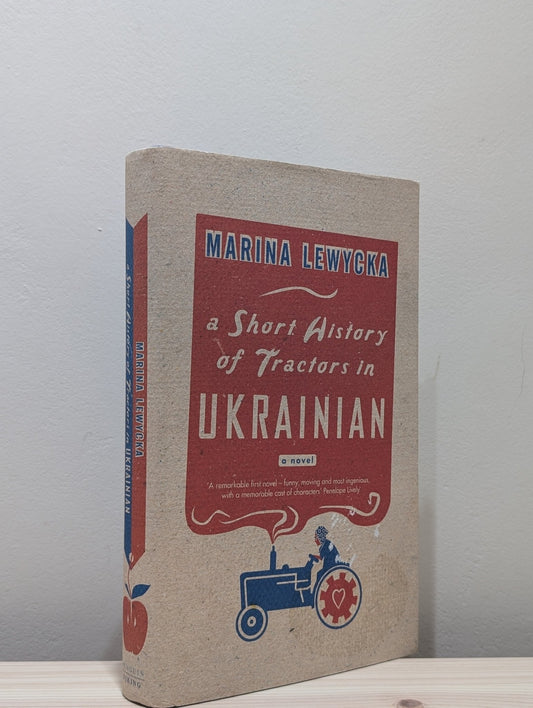 MARINA LEWYCKA
a Short History
of Tractors in
UKRAINIAN
a novel
'A remarkable first novel – funny, moving and most ingenious,
with a memorable cast of characters' Penelope Lively
a Short History of Tractors in UKRAINIAN
MARINA LEWYCKA
VIKING